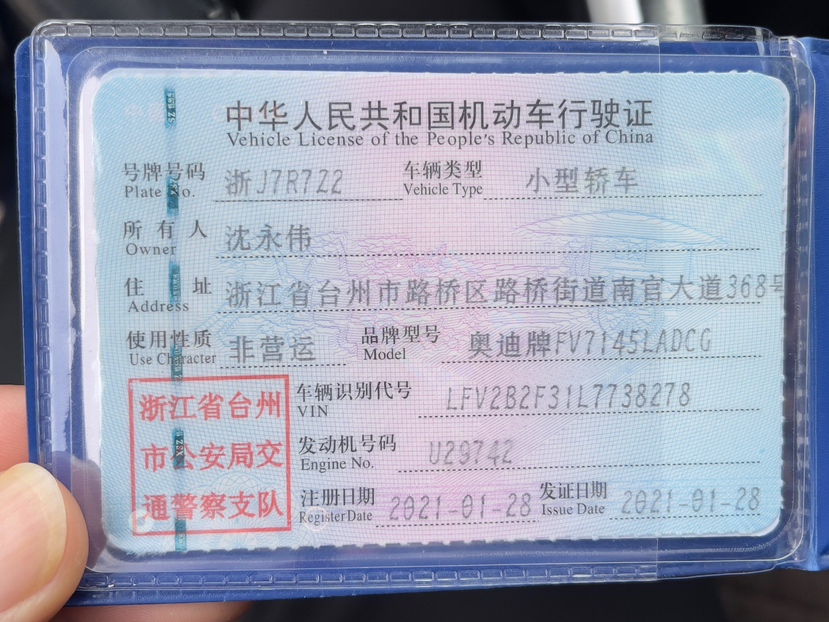 中华人民共和国机动车行驶证
Vehicle License of the People's Republic of China
号牌号码 浙J7R7Z2 车辆类型 小型轿车
Plate No. Vehicle Type
所有人 沈永伟
Owner
住址 浙江省台州市路桥区路桥街道南官大道368号
Address
使用性质 非营运 品牌型号 奥迪牌FV7145LADCG
Use Character Model
浙江省台州
市公安局交
通警察支队
车辆识别代号 LFV2B2F31L7738278
VIN
发动机号码 U29742
Engine No.
注册日期 2021-01-28 发证日期 2021-01-28
Register Date Issue Date